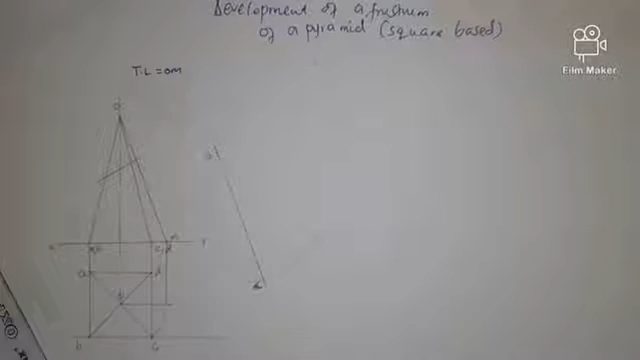 Development of a frustum
of a pyramid (square based)
Film Maker
T.L = om
o
o'
x
Y
m
a
d
b
c